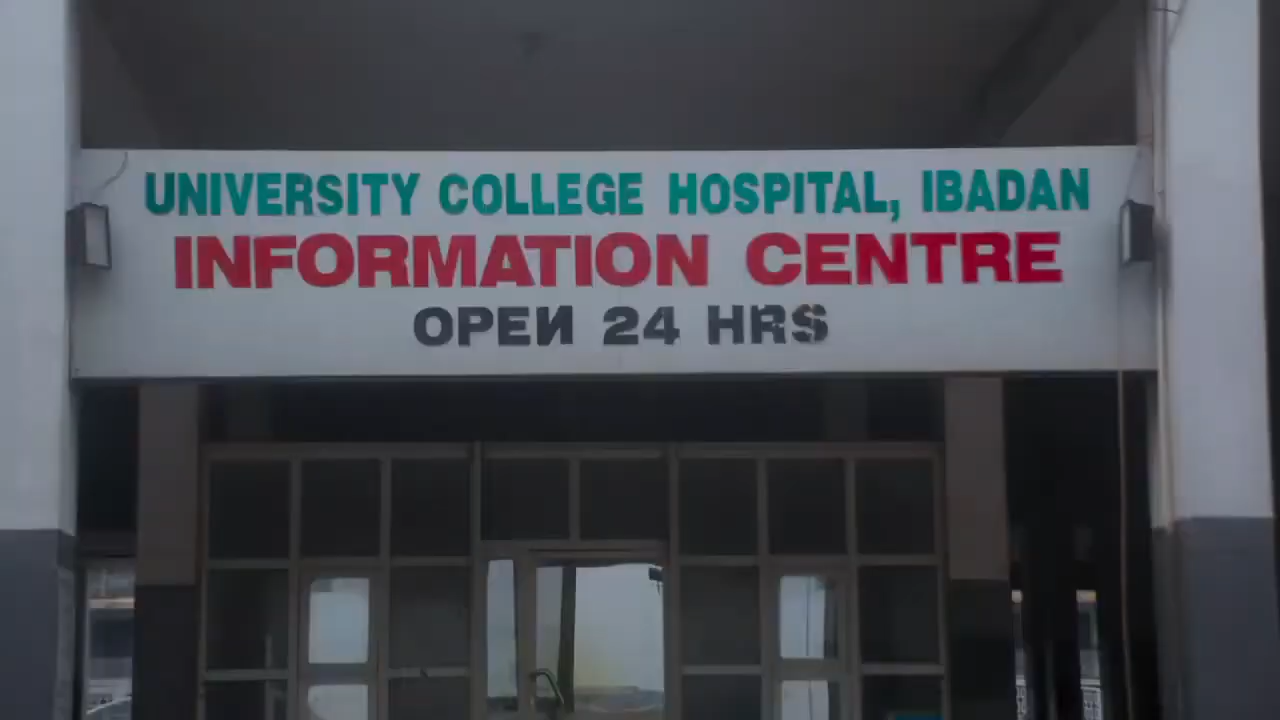 UNIVERSITY COLLEGE HOSPITAL, IBADAN
INFORMATION CENTRE
OPEN 24 HRS